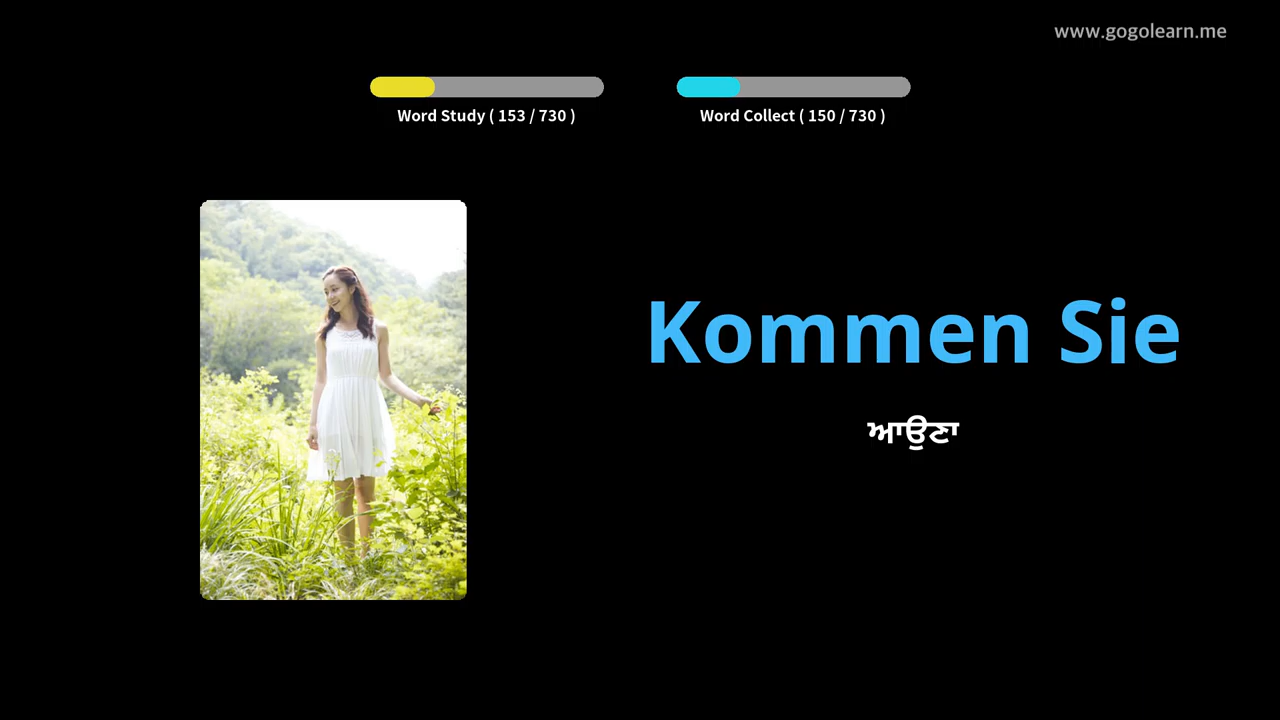 www.gogolearn.me
Word Study ( 153 / 730 )
Word Collect ( 150 / 730 )
Kommen Sie
ਆਉਣਾ